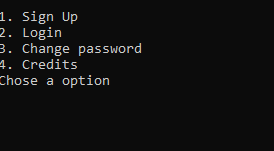 1. Sign Up
2. Login
3. Change password
4. Credits
Chose a option